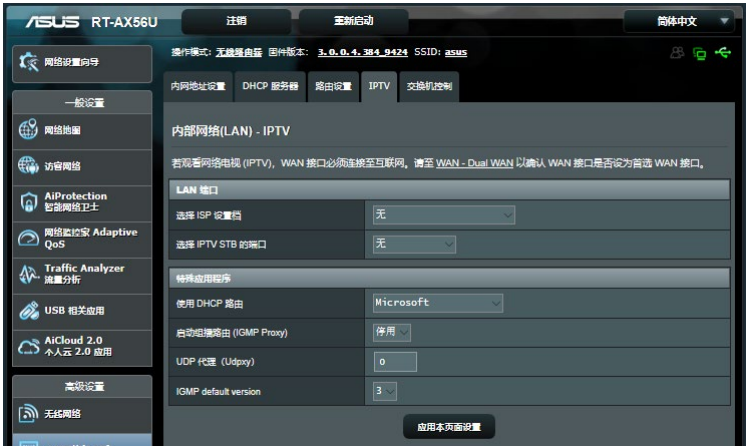 ASUS RT-AX56U 注销 重新启动 简体中文
操作模式: 无线路由器 固件版本: 3.0.0.4.384_9424 SSID: asus
网络设置向导
一般设置
网络地图
访客网络
AiProtection
智能网络卫士
网络监控家 Adaptive
QoS
Traffic Analyzer
流量分析
USB 相关应用
AiCloud 2.0
个人云 2.0 应用
高级设置
无线网络
内网地址设置 DHCP 服务器 路由设置 IPTV 交换机控制
内部网络(LAN) - IPTV
若观看网络电视 (IPTV)，WAN 接口必须连接至互联网。请至 WAN - Dual WAN 以确认 WAN 接口是否设为首选 WAN 接口。
LAN 端口
选择 ISP 设置档 无
选择 IPTV STB 的端口 无
特殊应用程序
使用 DHCP 路由 Microsoft
启动组播路由 (IGMP Proxy) 停用
UDP 代理（Udpxy） 0
IGMP default version 3
应用本页面设置